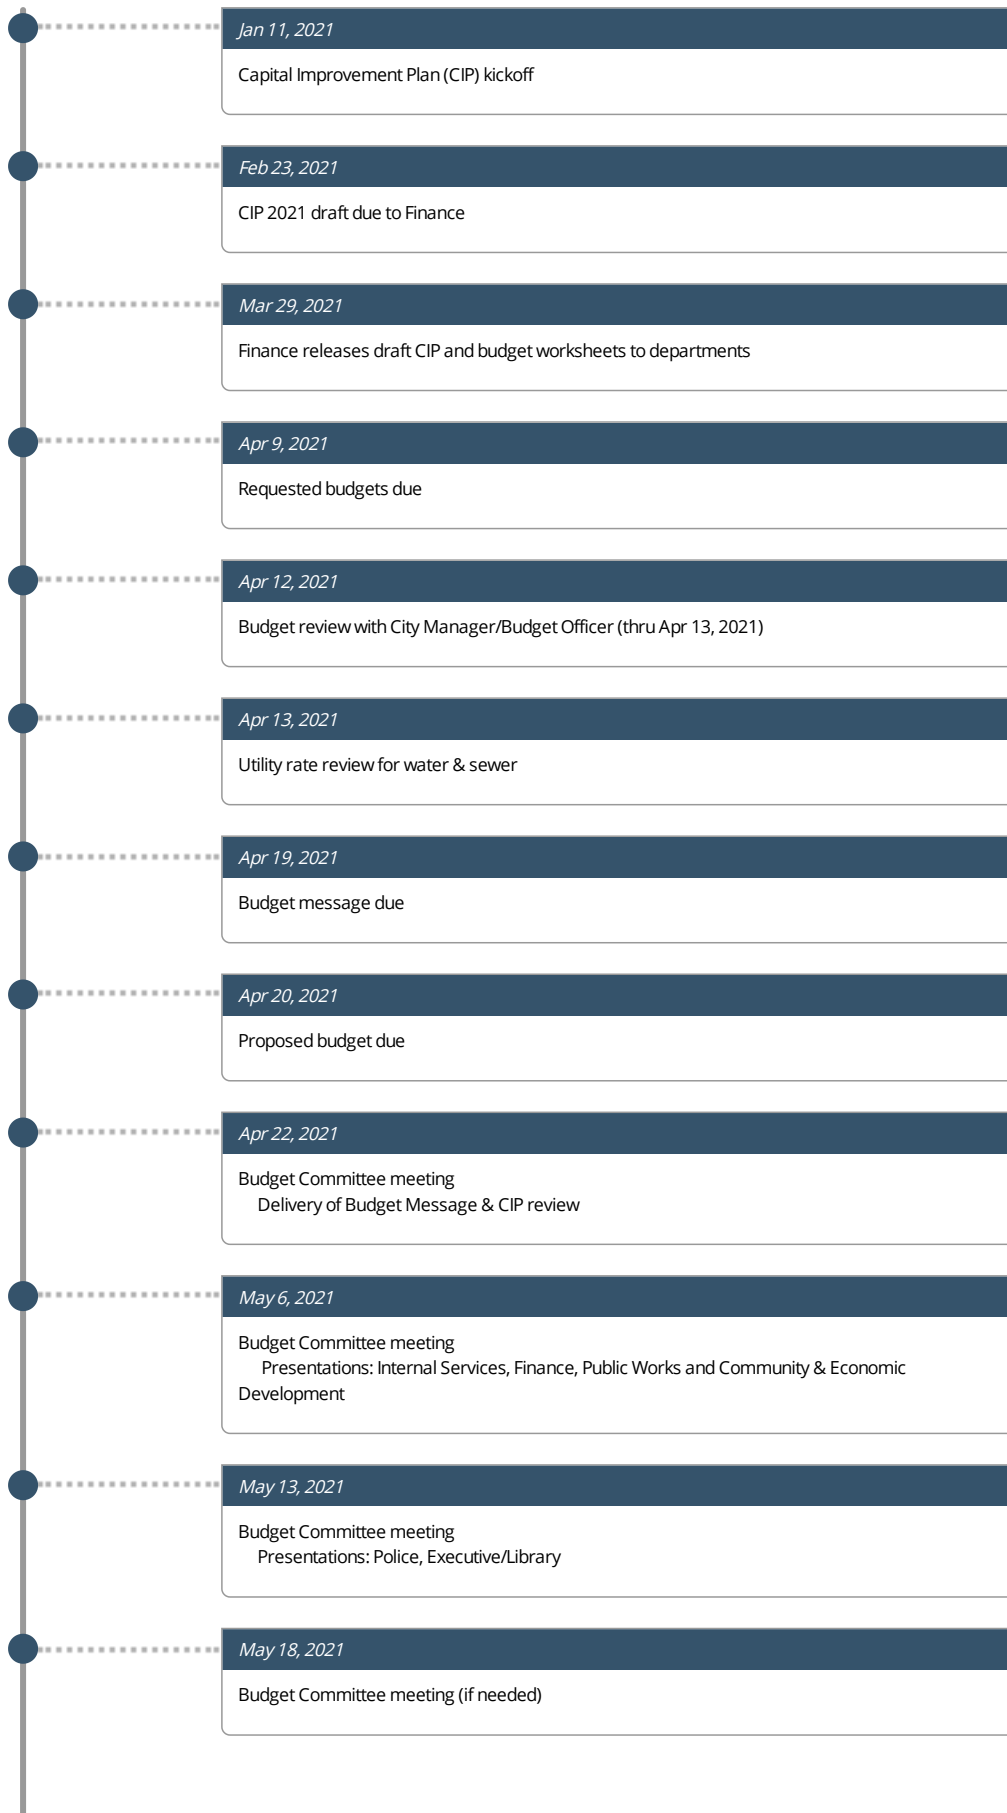 Jan 11, 2021
Capital Improvement Plan (CIP) kickoff
Feb 23, 2021
CIP 2021 draft due to Finance
Mar 29, 2021
Finance releases draft CIP and budget worksheets to departments
Apr 9, 2021
Requested budgets due
Apr 12, 2021
Budget review with City Manager/Budget Officer (thru Apr 13, 2021)
Apr 13, 2021
Utility rate review for water & sewer
Apr 19, 2021
Budget message due
Apr 20, 2021
Proposed budget due
Apr 22, 2021
Budget Committee meeting
Delivery of Budget Message & CIP review
May 6, 2021
Budget Committee meeting
Presentations: Internal Services, Finance, Public Works and Community & Economic
Development
May 13, 2021
Budget Committee meeting
Presentations: Police, Executive/Library
May 18, 2021
Budget Committee meeting (if needed)